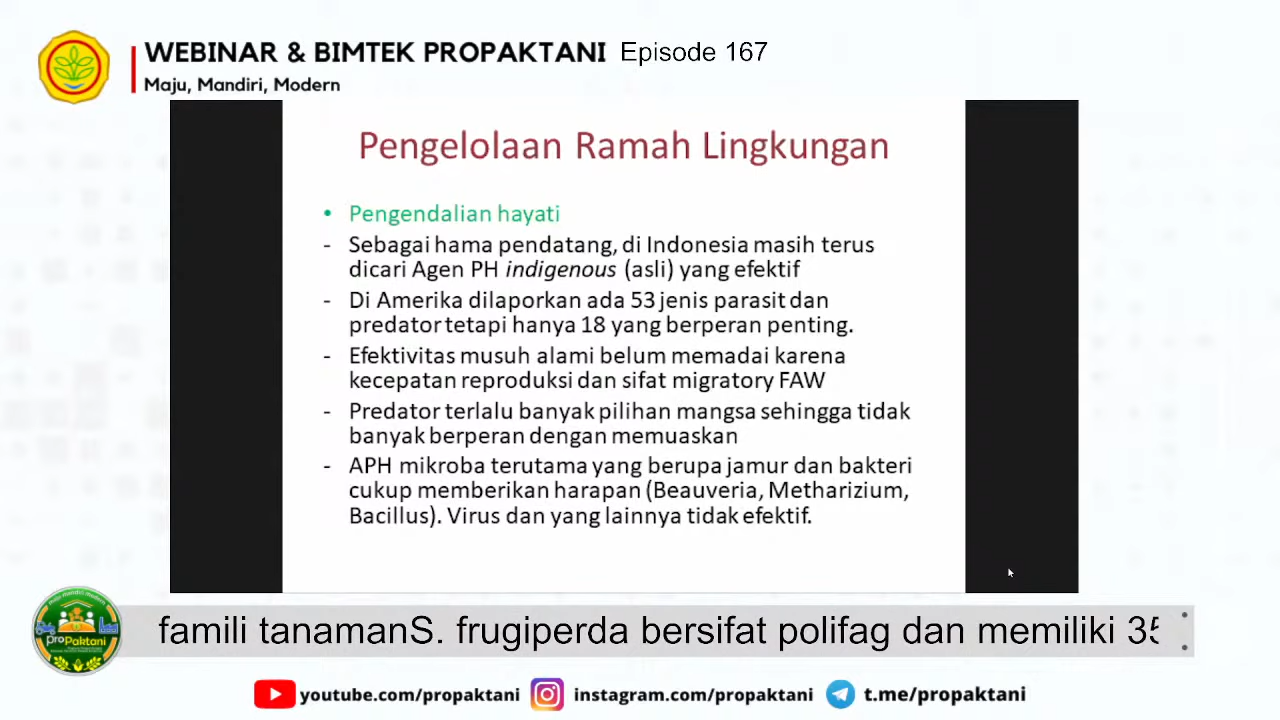 WEBINAR & BIMTEK PROPAKTANI Episode 167
Maju, Mandiri, Modern
Pengelolaan Ramah Lingkungan
• Pengendalian hayati
- Sebagai hama pendatang, di Indonesia masih terus
dicari Agen PH indigenous (asli) yang efektif
- Di Amerika dilaporkan ada 53 jenis parasit dan
predator tetapi hanya 18 yang berperan penting.
- Efektivitas musuh alami belum memadai karena
kecepatan reproduksi dan sifat migratory FAW
- Predator terlalu banyak pilihan mangsa sehingga tidak
banyak berperan dengan memuaskan
- APH mikroba terutama yang berupa jamur dan bakteri
cukup memberikan harapan (Beauveria, Metharizium,
Bacillus). Virus dan yang lainnya tidak efektif.
maju mandiri modern
proPaktani
famili tanamanS. frugiperda bersifat polifag dan memiliki 35
youtube.com/propaktani instagram.com/propaktani t.me/propaktani